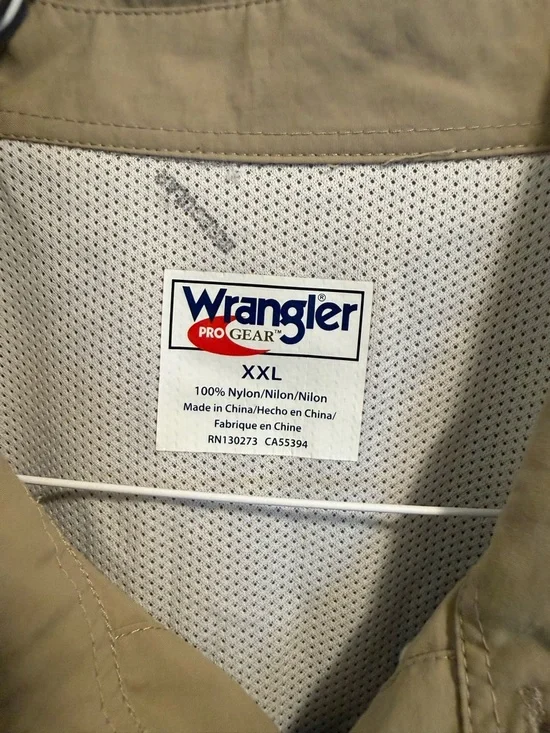 Wrangler®
PRO GEAR™
XXL
100% Nylon/Nilon/Nilon
Made in China/Hecho en China/
Fabrique en Chine
RN130273 CA55394